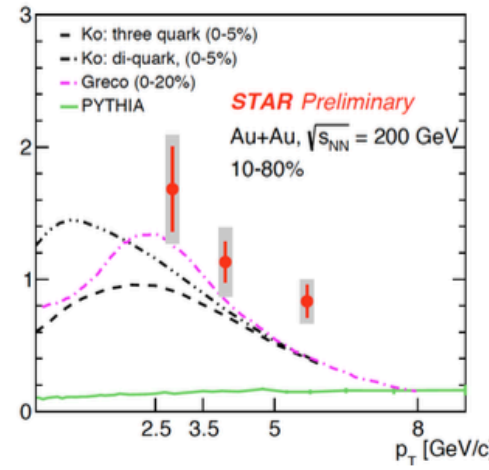 3
Ko: three quark (0-5%)
Ko: di-quark, (0-5%)
Greco (0-20%)
PYTHIA
STAR Preliminary
Au+Au, √sNN = 200 GeV
10-80%
2
1
0
2.5 3.5 5 8
pT [GeV/c]